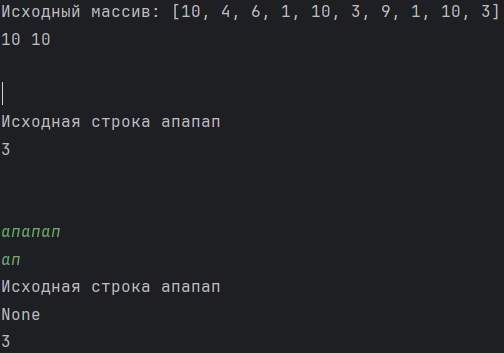 Исходный массив: [10, 4, 6, 1, 10, 3, 9, 1, 10, 3]
10 10
Исходная строка апапап
3
апапап
ап
Исходная строка апапап
None
3